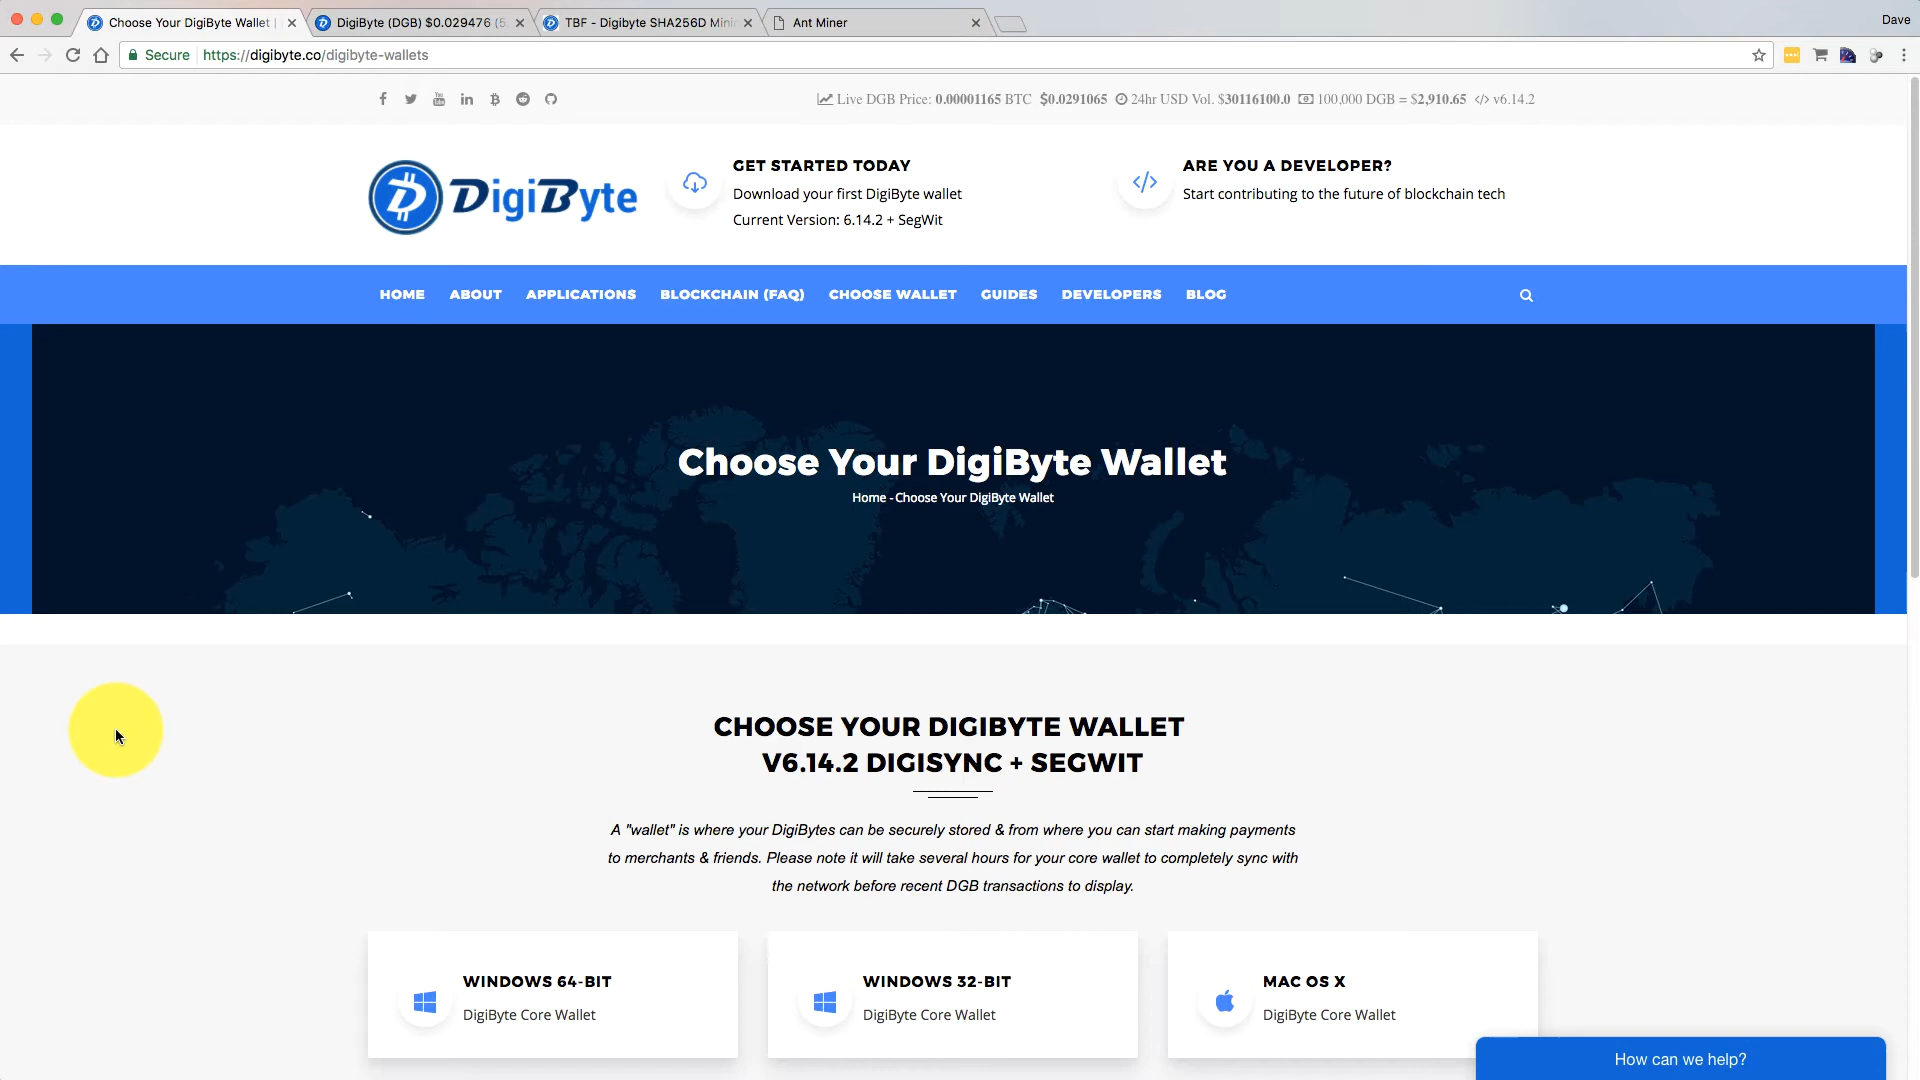 Choose Your DigiByte Wallet |
DigiByte (DGB) $0.029476 (5
TBF - Digibyte SHA256D Mini
Ant Miner
Dave
Secure
https://digibyte.co/digibyte-wallets
Live DGB Price: 0.00001165 BTC $0.0291065 24hr USD Vol. $30116100.0 100,000 DGB = $2,910.65 </> v6.14.2
DigiByte
GET STARTED TODAY
Download your first DigiByte wallet
Current Version: 6.14.2 + SegWit
ARE YOU A DEVELOPER?
Start contributing to the future of blockchain tech
HOME ABOUT APPLICATIONS BLOCKCHAIN (FAQ) CHOOSE WALLET GUIDES DEVELOPERS BLOG
Choose Your DigiByte Wallet
Home - Choose Your DigiByte Wallet
CHOOSE YOUR DIGIBYTE WALLET
V6.14.2 DIGISYNC + SEGWIT
A "wallet" is where your DigiBytes can be securely stored & from where you can start making payments
to merchants & friends. Please note it will take several hours for your core wallet to completely sync with
the network before recent DGB transactions to display.
WINDOWS 64-BIT
DigiByte Core Wallet
WINDOWS 32-BIT
DigiByte Core Wallet
MAC OS X
DigiByte Core Wallet
How can we help?